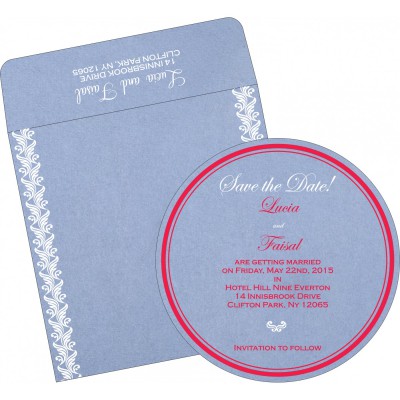 Lucia and Faisal
14 INNISBROOK DRIVE
CLIFTON PARK, NY 12065
Save the Date!
Lucia
and
Faisal
ARE GETTING MARRIED
ON FRIDAY, MAY 22ND, 2015
IN
HOTEL HILL NINE EVERTON
14 INNISBROOK DRIVE
CLIFTON PARK, NY 12065
INVITATION TO FOLLOW